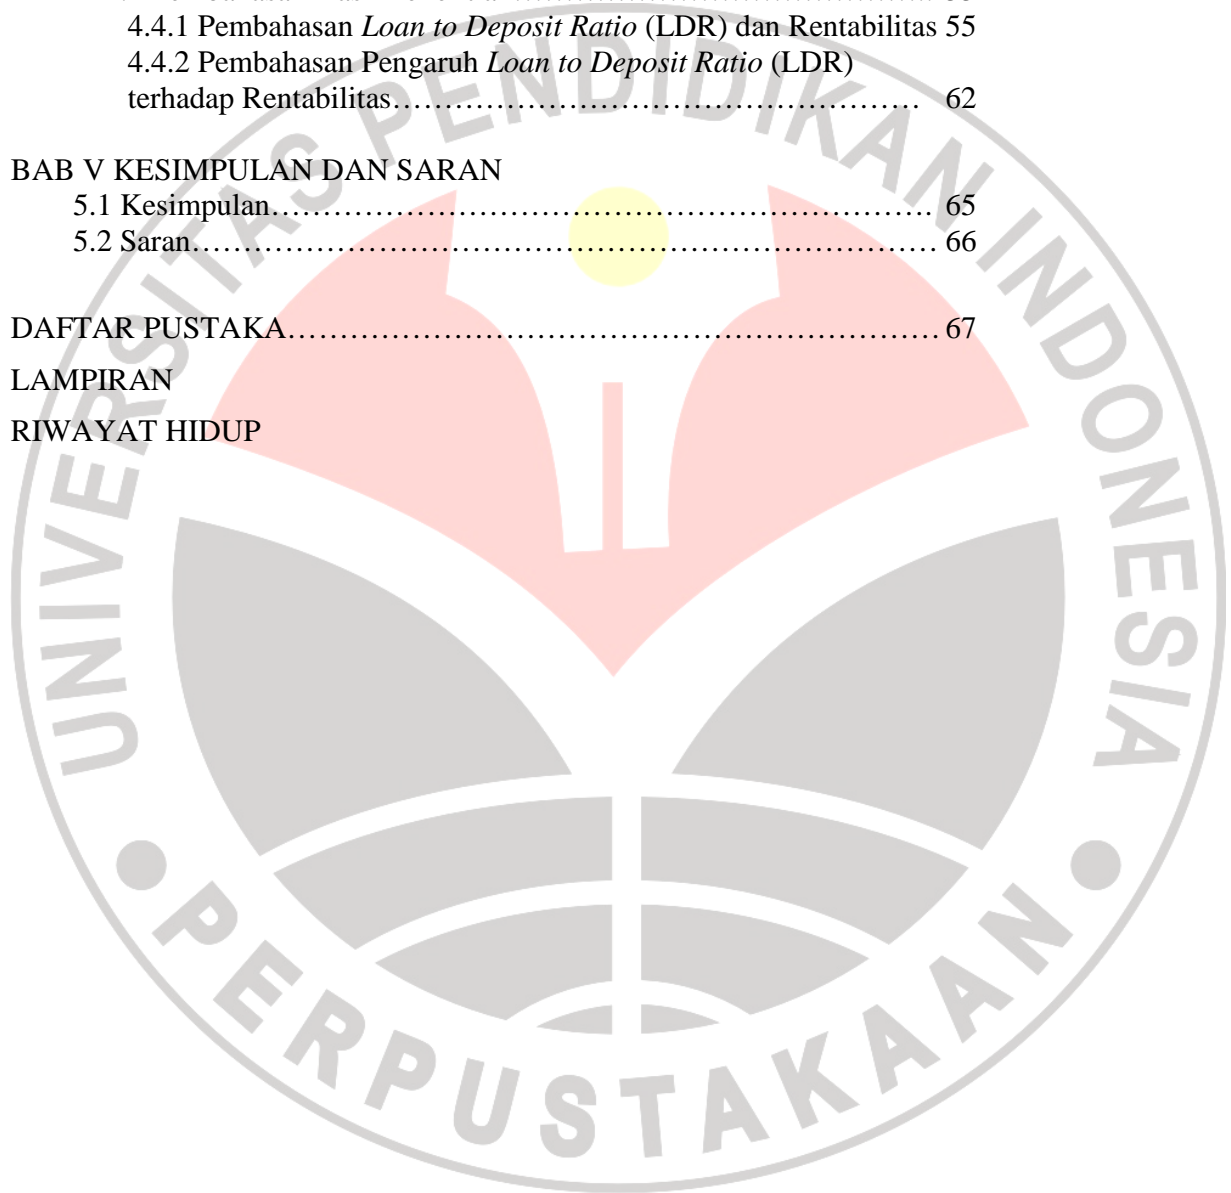 4.4.1 Pembahasan Loan to Deposit Ratio (LDR) dan Rentabilitas 55
4.4.2 Pembahasan Pengaruh Loan to Deposit Ratio (LDR)
terhadap Rentabilitas…………………………………………………… 62
BAB V KESIMPULAN DAN SARAN
5.1 Kesimpulan…………………………………………………………………. 65
5.2 Saran………………………………………………………………………… 66
DAFTAR PUSTAKA………………………………………………………………… 67
LAMPIRAN
RIWAYAT HIDUP
UNIVERSITAS PENDIDIKAN INDONESIA
PERPUSTAKAAN